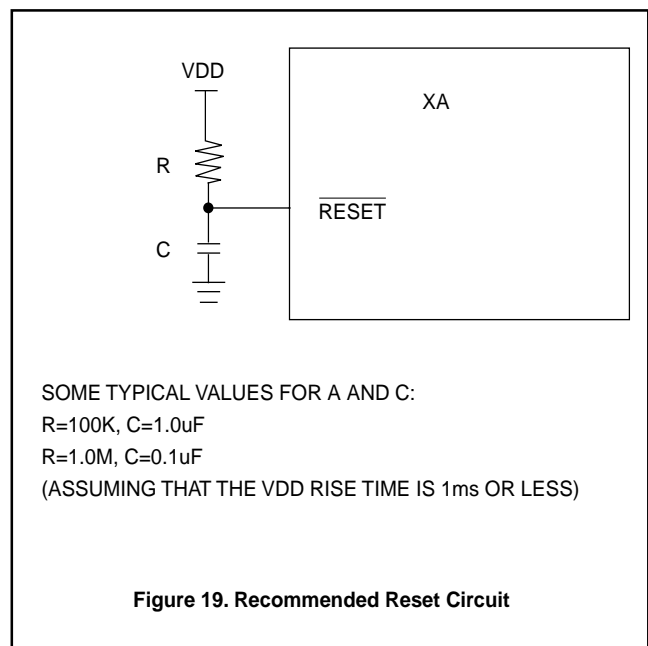 VDD
XA
R
RESET
C
SOME TYPICAL VALUES FOR A AND C:
R=100K, C=1.0uF
R=1.0M, C=0.1uF
(ASSUMING THAT THE VDD RISE TIME IS 1ms OR LESS)
Figure 19. Recommended Reset Circuit